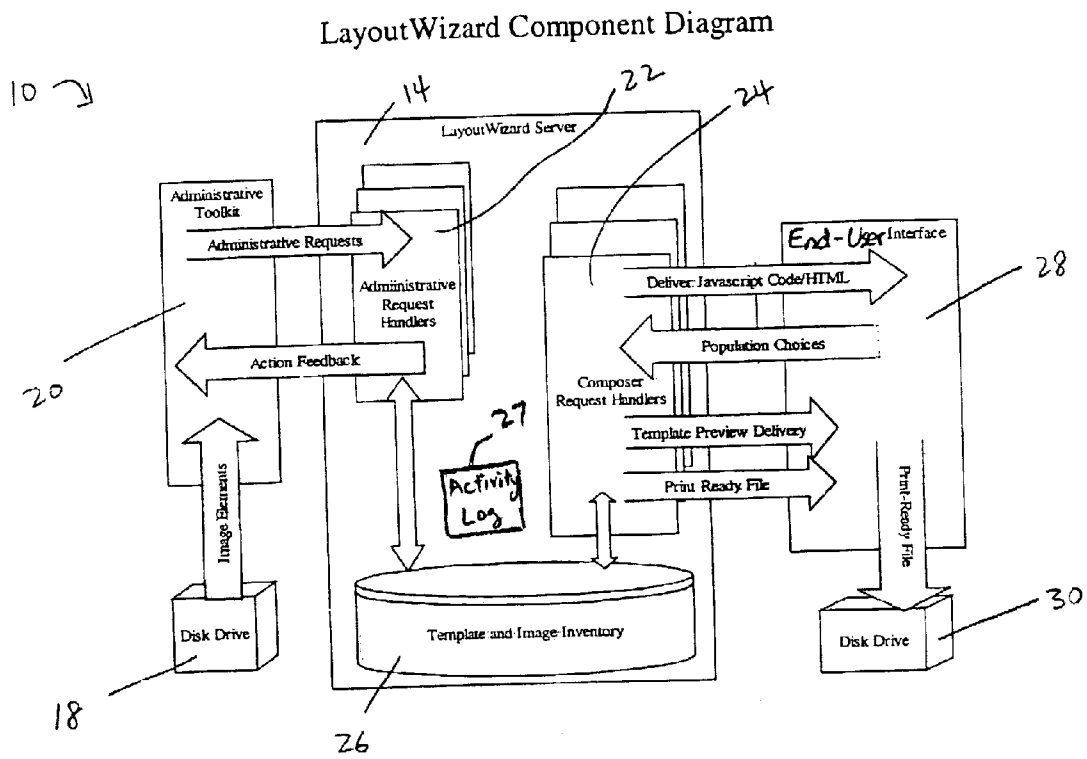 LayoutWizard Component Diagram
10
14
22
24
LayoutWizard Server
Administrative
Toolkit
Administrative Requests
Administrative
Request
Handlers
Action Feedback
20
Image Elements
Disk Drive
18
27
Activity
Log
Template and Image Inventory
26
End-User Interface
Deliver Javascript Code/HTML
28
Population Choices
Composer
Request Handlers
Template Preview Delivery
Print Ready File
Print-Ready File
Disk Drive
30